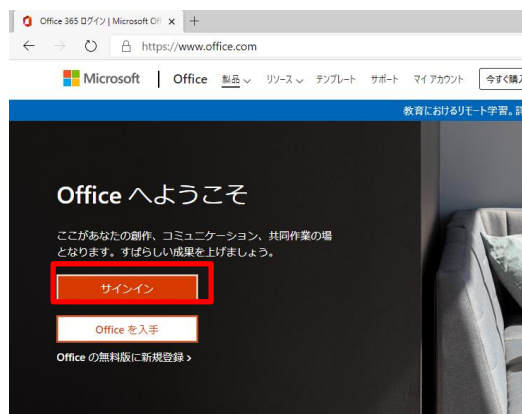 Office 365 ログイン | Microsoft Off
https://www.office.com
Microsoft Office 製品 リソース テンプレート サポート マイ アカウント 今すぐ購入
教育におけるリモート学習。
Office へようこそ
ここがあなたの創作、コミュニケーション、共同作業の場
となります。すばらしい成果を上げましょう。
サインイン
Office を入手
Office の無料版に新規登録 >